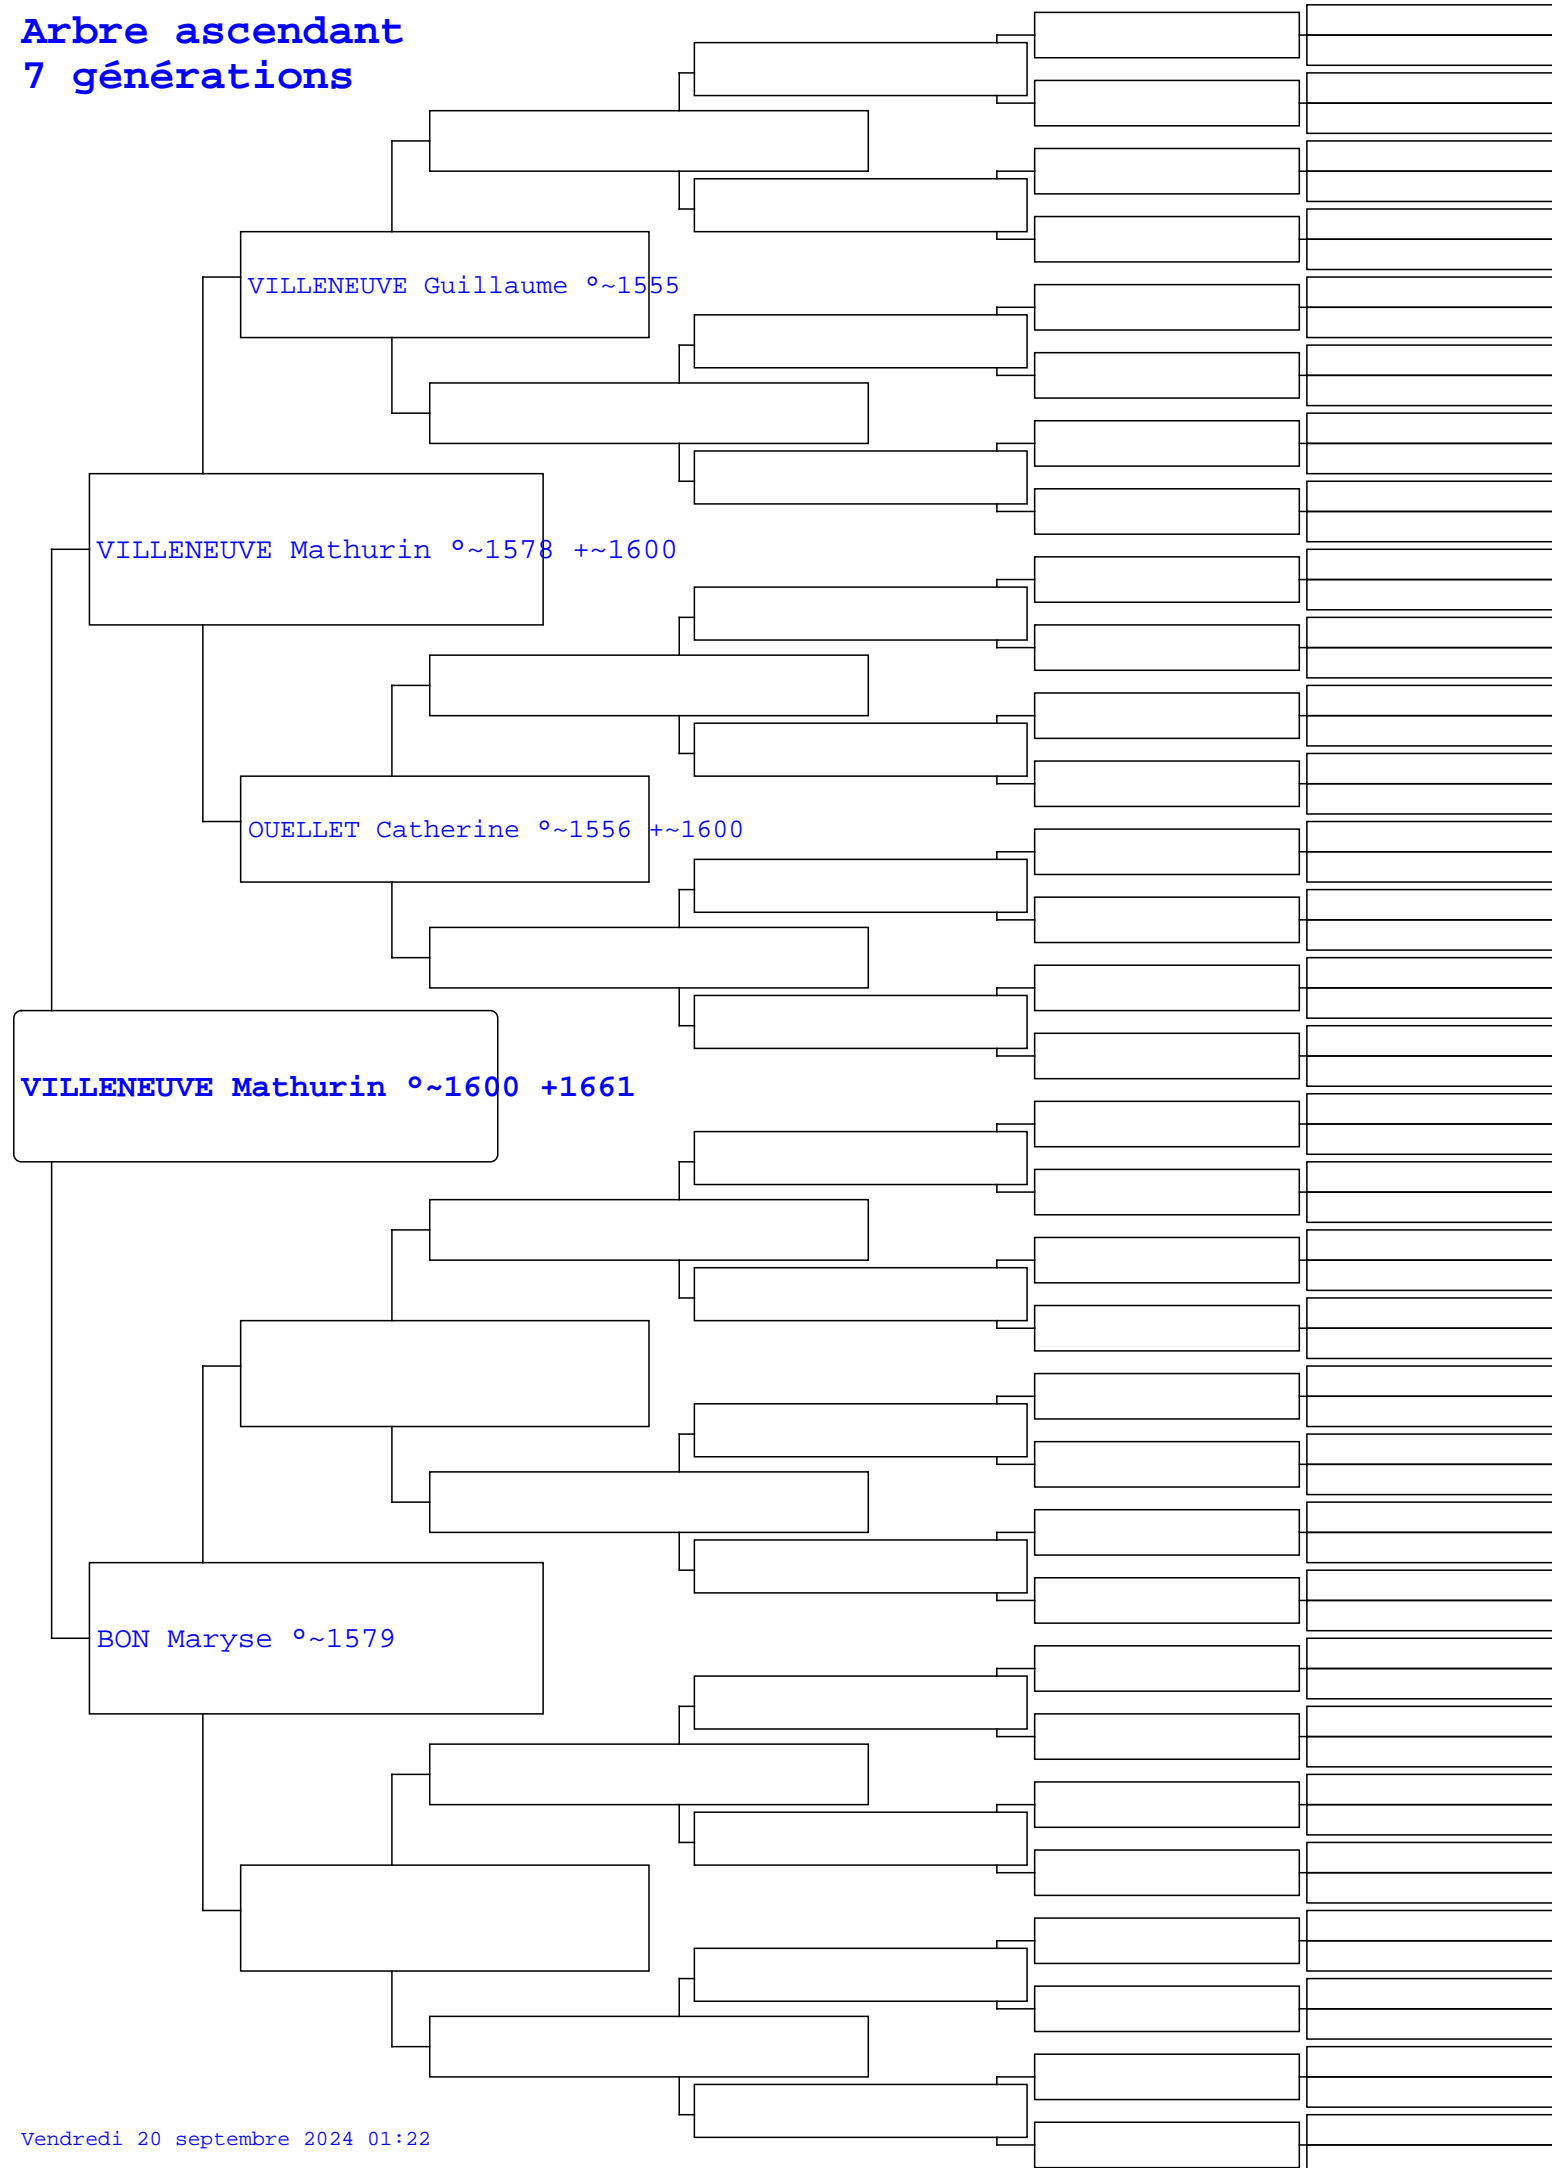 Arbre ascendant
7 générations
VILLENEUVE Guillaume °~1555
VILLENEUVE Mathurin °~1578 +~1600
OUELLET Catherine °~1556 +~1600
VILLENEUVE Mathurin °~1600 +1661
BON Maryse °~1579
Vendredi 20 septembre 2024 01:22